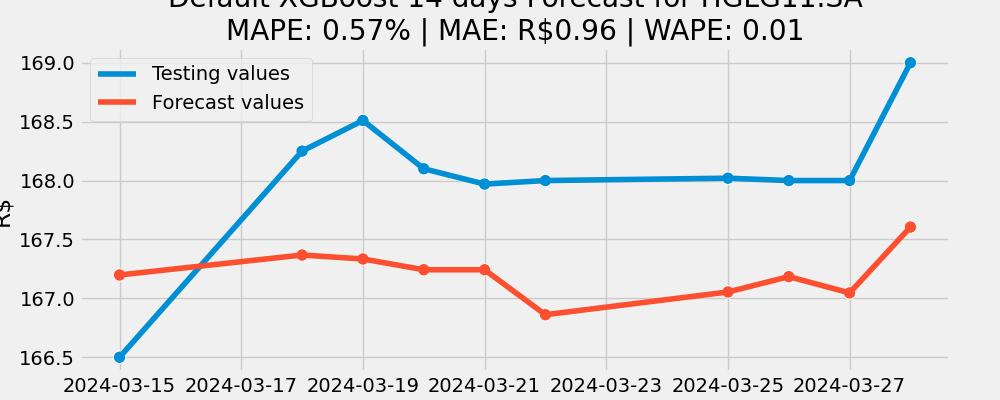 Default XGBoost 14 days Forecast for HGLG11.SA
MAPE: 0.57% | MAE: R$0.96 | WAPE: 0.01
Testing values
Forecast values
169.0
168.5
168.0
167.5
167.0
166.5
R$
2024-03-15 2024-03-17 2024-03-19 2024-03-21 2024-03-23 2024-03-25 2024-03-27